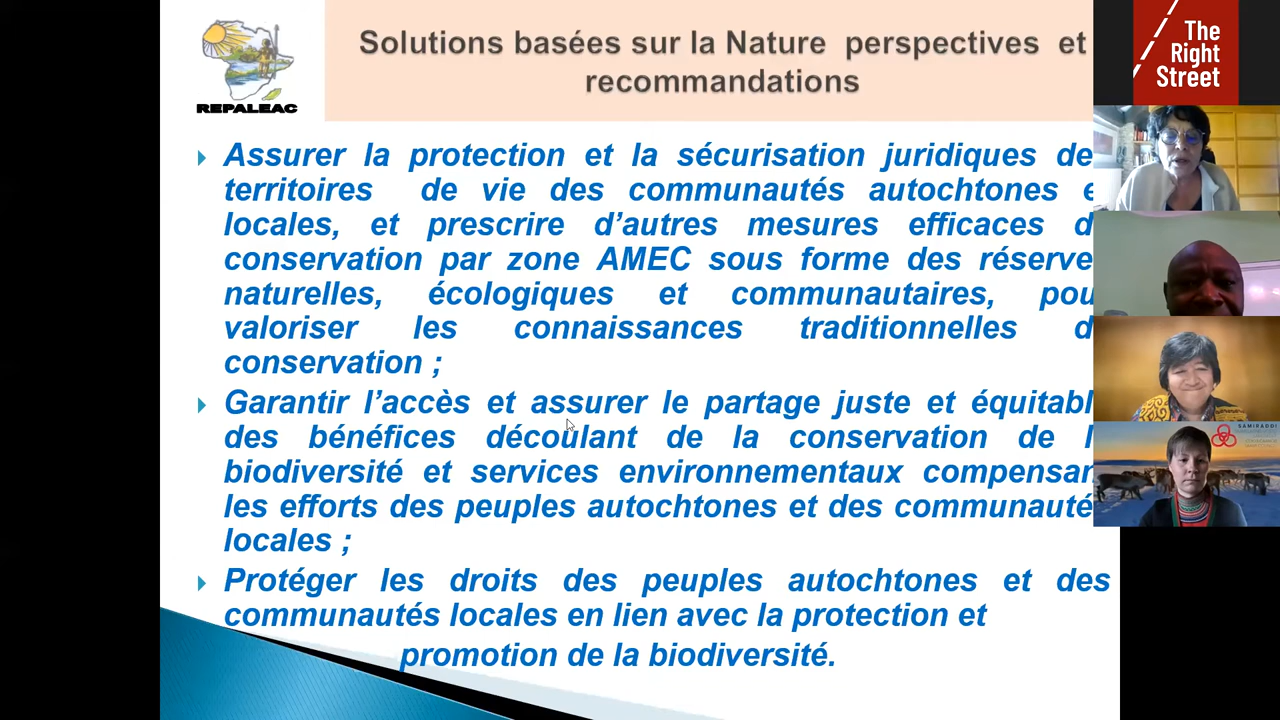 REPALEAC
Solutions basées sur la Nature perspectives et
recommandations
Assurer la protection et la sécurisation juridiques de
territoires de vie des communautés autochtones e
locales, et prescrire d’autres mesures efficaces d
conservation par zone AMEC sous forme des réserve
naturelles, écologiques et communautaires, pou
valoriser les connaissances traditionnelles d
conservation ;
Garantir l’accès et assurer le partage juste et équitabl
des bénéfices découlant de la conservation de l
biodiversité et services environnementaux compensan
les efforts des peuples autochtones et des communauté
locales ;
Protéger les droits des peuples autochtones et des
communautés locales en lien avec la protection et
promotion de la biodiversité.
The
Right
Street